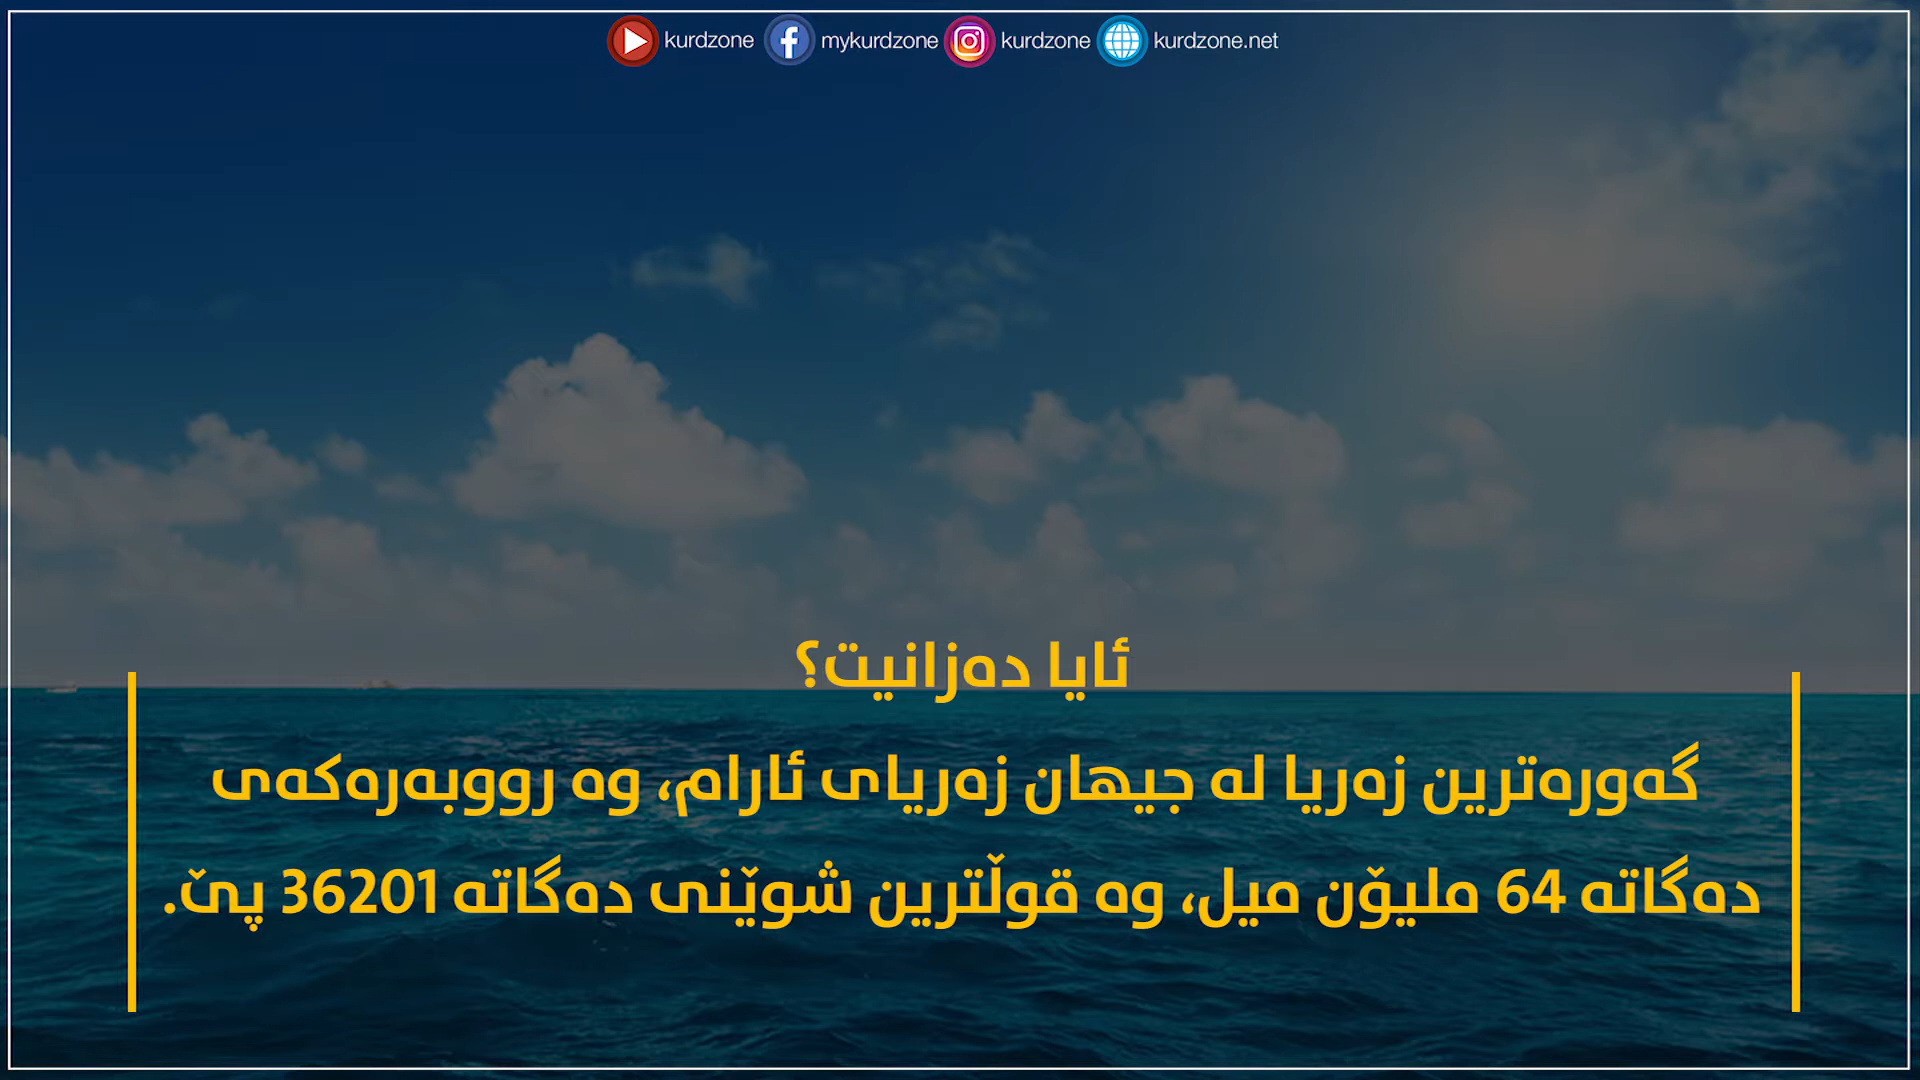 kurdzone mykurdzone kurdzone kurdzone.net
ئایا دەزانیت؟
گەورەترین زەریا لە جیهان زەریای ئارام، وە رووبەرەکەی
دەگاتە 64 ملیۆن میل، وە قوڵترین شوێنی دەگاتە 36201 پێ.